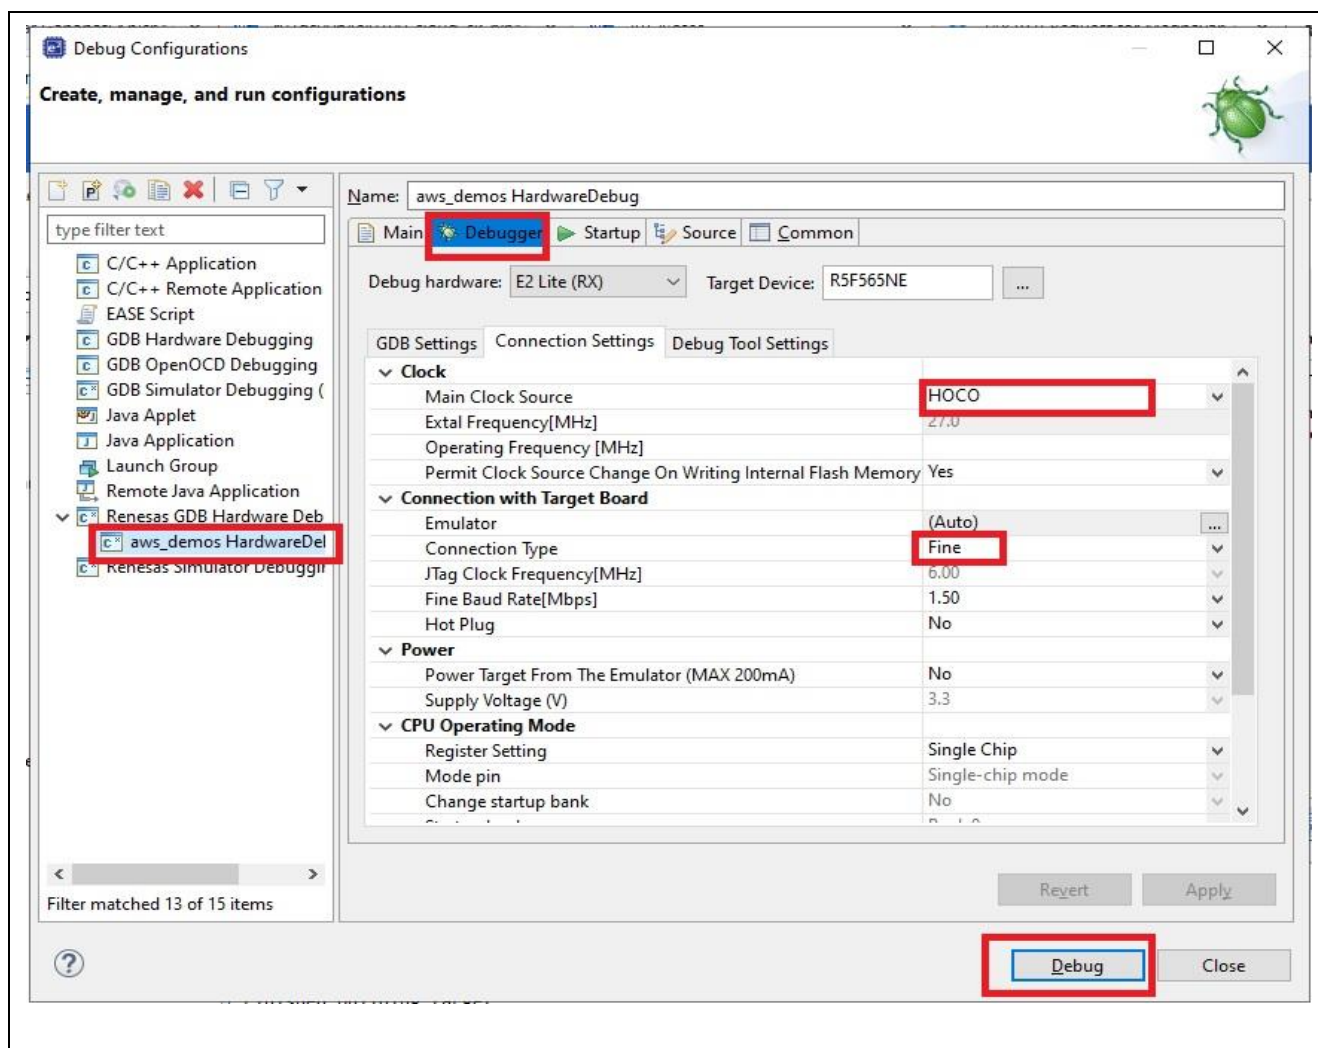 Debug Configurations
Create, manage, and run configurations
type filter text
C/C++ Application
C/C++ Remote Application
EASE Script
GDB Hardware Debugging
GDB OpenOCD Debugging
GDB Simulator Debugging (
Java Applet
Java Application
Launch Group
Remote Java Application
Renesas GDB Hardware Deb
aws_demos HardwareDel
Renesas Simulator Debuggir
Filter matched 13 of 15 items
Name: aws_demos HardwareDebug
Main Debugger Startup Source Common
Debug hardware: E2 Lite (RX) Target Device: R5F565NE ...
GDB Settings Connection Settings Debug Tool Settings
Clock
Main Clock Source HOCO
Extal Frequency[MHz] 27.0
Operating Frequency [MHz]
Permit Clock Source Change On Writing Internal Flash Memory Yes
Connection with Target Board
Emulator (Auto) ...
Connection Type Fine
JTag Clock Frequency[MHz] 6.00
Fine Baud Rate[Mbps] 1.50
Hot Plug No
Power
Power Target From The Emulator (MAX 200mA) No
Supply Voltage (V) 3.3
CPU Operating Mode
Register Setting Single Chip
Mode pin Single-chip mode
Change startup bank No
Revert Apply
Debug Close